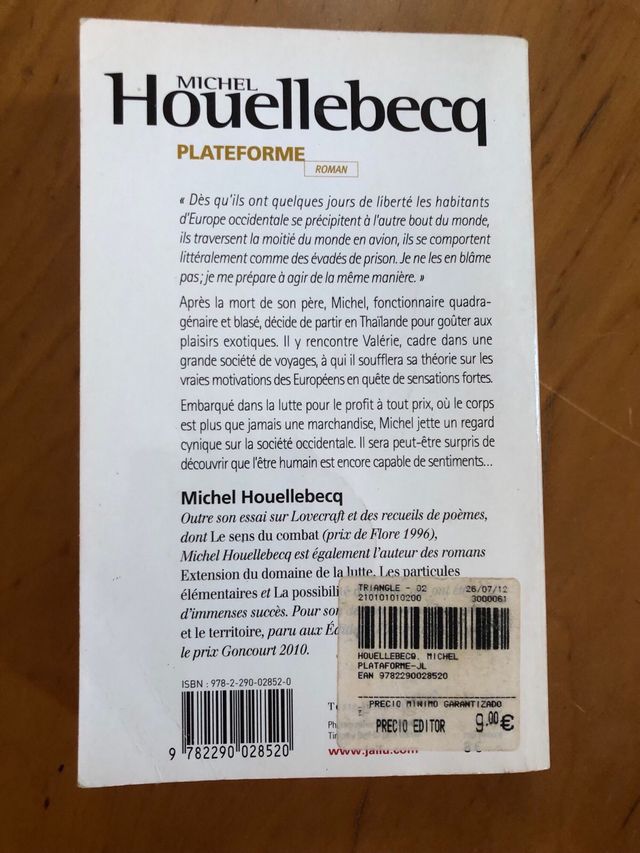 MICHEL
Houellebecq
PLATEFORME
ROMAN
« Dès qu'ils ont quelques jours de liberté les habitants
d'Europe occidentale se précipitent à l'autre bout du monde,
ils traversent la moitié du monde en avion, ils se comportent
littéralement comme des évadés de prison. Je ne les en blâme
pas; je me prépare à agir de la même manière. »
Après la mort de son père, Michel, fonctionnaire quadra-
génaire et blasé, décide de partir en Thaïlande pour goûter aux
plaisirs exotiques. Il y rencontre Valérie, cadre dans une
grande société de voyages, à qui il soufflera sa théorie sur les
vraies motivations des Européens en quête de sensations fortes.
Embarqué dans la lutte pour le profit à tout prix, où le corps
est plus que jamais une marchandise, Michel jette un regard
cynique sur la société occidentale. Il sera peut-être surpris de
découvrir que l'être humain est encore capable de sentiments...
Michel Houellebecq
Outre son essai sur Lovecraft et des recueils de poèmes,
dont Le sens du combat (prix de Flore 1996),
Michel Houellebecq est également l'auteur des romans
Extension du domaine de la lutte, Les particules
élémentaires et La possibilit
d'immenses succès. Pour son
et le territoire, paru aux Édi
le prix Goncourt 2010.
TRIANGLE - 02 26/07/12
210101010200 3000061
HOUELLEBECQ, MICHEL
PLATAFORME-JL
EAN 9782290028520
PRECIO MINIMO GARANTIZADO
PRECIO EDITOR 9.00€
ISBN : 978-2-290-02852-0
9 782290 028520
www.jailu.com